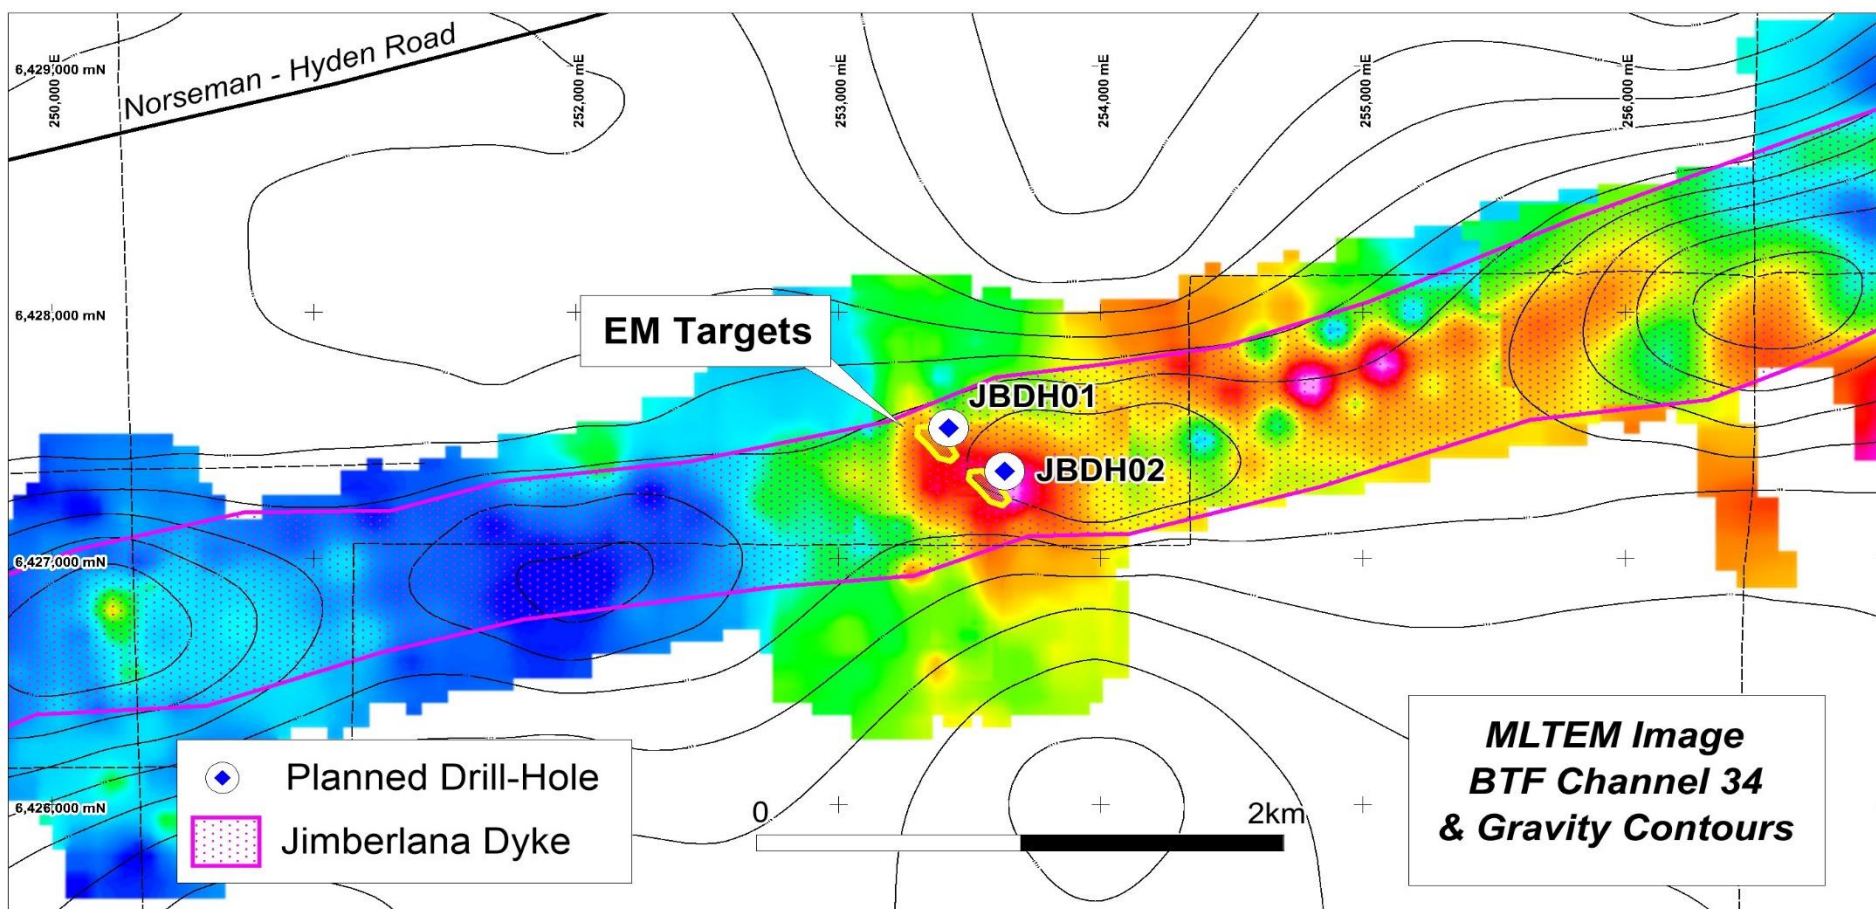 Norseman - Hyden Road
6,429,000 mN
250,000 mE
252,000 mE
253,000 mE
254,000 mE
255,000 mE
256,000 mE
6,428,000 mN
EM Targets
JBDH01
JBDH02
6,427,000 mN
6,426,000 mN
Planned Drill-Hole
Jimberlana Dyke
0
2km
MLTEM Image
BTF Channel 34
& Gravity Contours